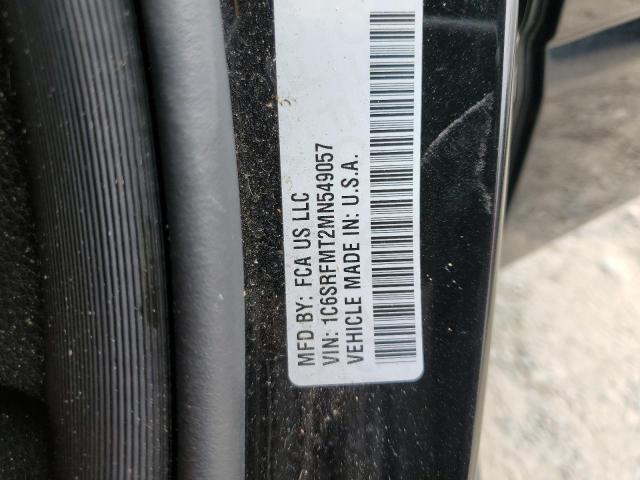 MFD BY: FCA US LLC
VIN: 1C6SRFMT2MN549057
VEHICLE MADE IN: U.S.A.